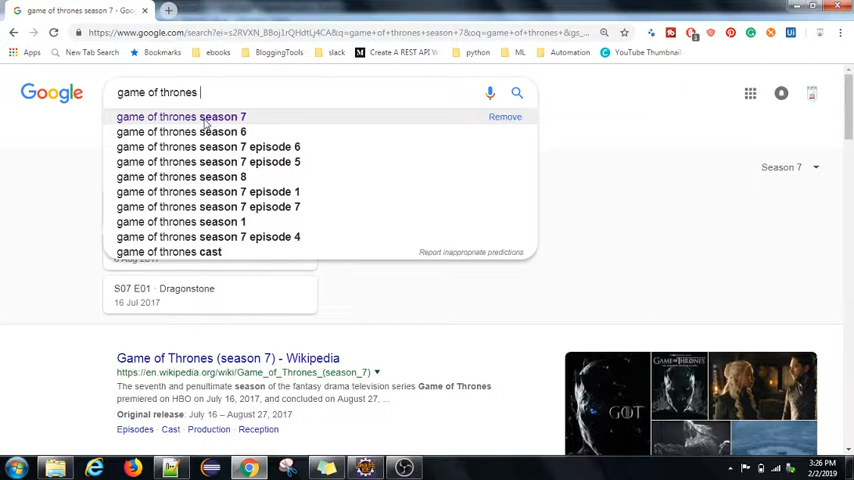 game of thrones season 7
https://www.google.com/search?ei=s2RVXN_BBoj1rQHdtLj4CA&q=game+of+thrones+season+7&oq=game+of+thrones+&gs_...
Apps New Tab Search Bookmarks ebooks BloggingTools slack Create A REST API W python ML Automation YouTube Thumbnail
Google
game of thrones
game of thrones season 7 Remove
game of thrones season 6
game of thrones season 7 episode 6
game of thrones season 7 episode 5
game of thrones season 8
game of thrones season 7 episode 1
game of thrones season 7 episode 7
game of thrones season 1
game of thrones season 7 episode 4
game of thrones cast
Report inappropriate predictions
Season 7
S07 E01 · Dragonstone
16 Jul 2017
Game of Thrones (season 7) - Wikipedia
https://en.wikipedia.org/wiki/Game_of_Thrones_(season_7)
The seventh and penultimate season of the fantasy drama television series Game of Thrones
premiered on HBO on July 16, 2017, and concluded on August 27, ...
Original release: July 16 – August 27, 2017
Episodes · Cast · Production · Reception
GOT
3:26 PM
2/2/2019